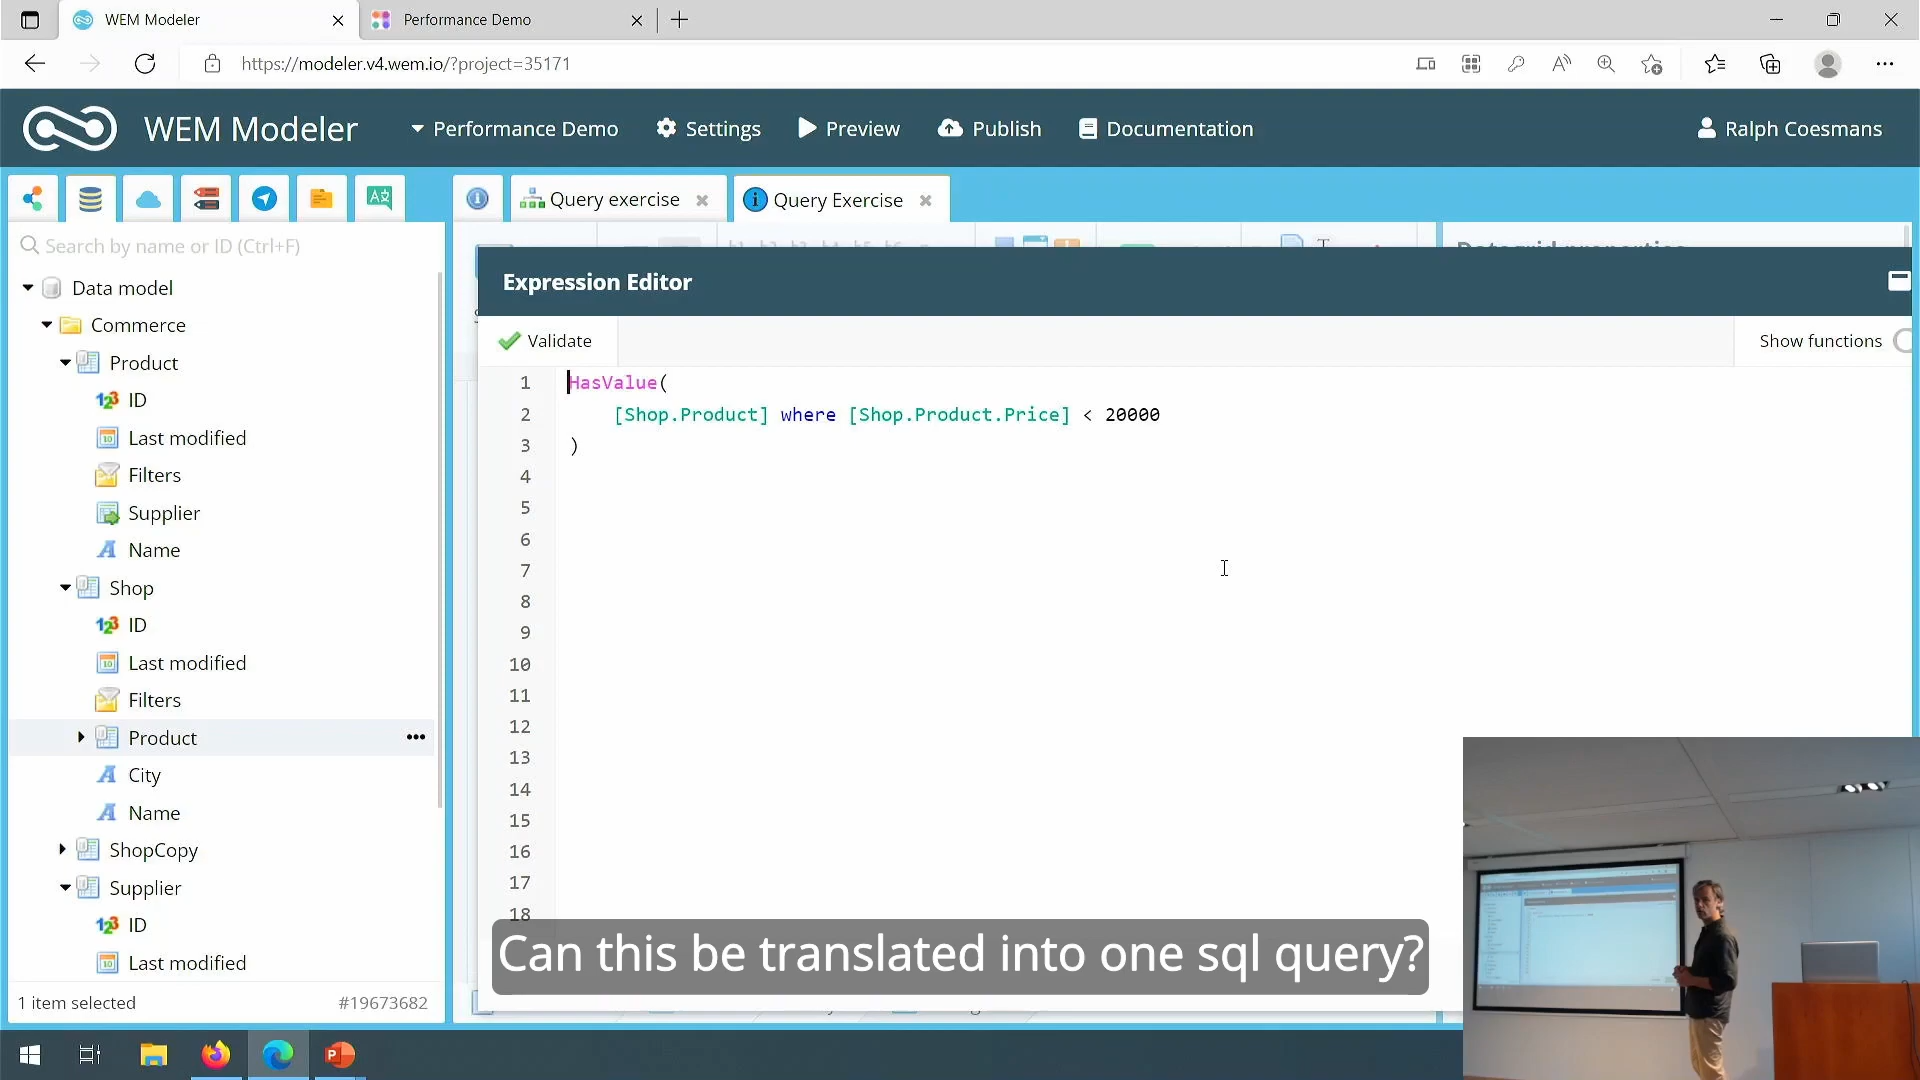 WEM Modeler
Performance Demo
https://modeler.v4.wem.io/?project=35171
WEM Modeler
Performance Demo
Settings
Preview
Publish
Documentation
Ralph Coesmans
Query exercise
Query Exercise
Search by name or ID (Ctrl+F)
Datagrid properties
Data model
Commerce
Product
ID
Last modified
Filters
Supplier
Name
Shop
ID
Last modified
Filters
Product
City
Name
ShopCopy
Supplier
ID
Last modified
1 item selected
#19673682
Expression Editor
Validate
Show functions
1 HasValue(
2 [Shop.Product] where [Shop.Product.Price] < 20000
3 )
4
5
6
7
8
9
10
11
12
13
14
15
16
17
18
Can this be translated into one sql query?